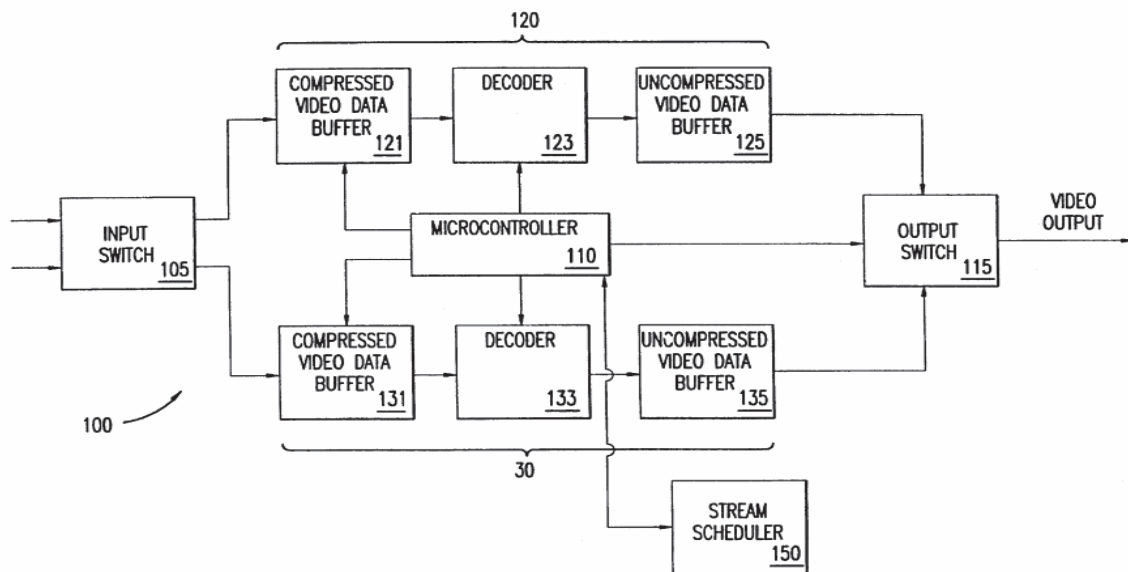 120
COMPRESSED
VIDEO DATA
BUFFER
121
DECODER
123
UNCOMPRESSED
VIDEO DATA
BUFFER
125
INPUT
SWITCH
105
MICROCONTROLLER
110
OUTPUT
SWITCH
115
VIDEO
OUTPUT
COMPRESSED
VIDEO DATA
BUFFER
131
DECODER
133
UNCOMPRESSED
VIDEO DATA
BUFFER
135
100
30
STREAM
SCHEDULER
150